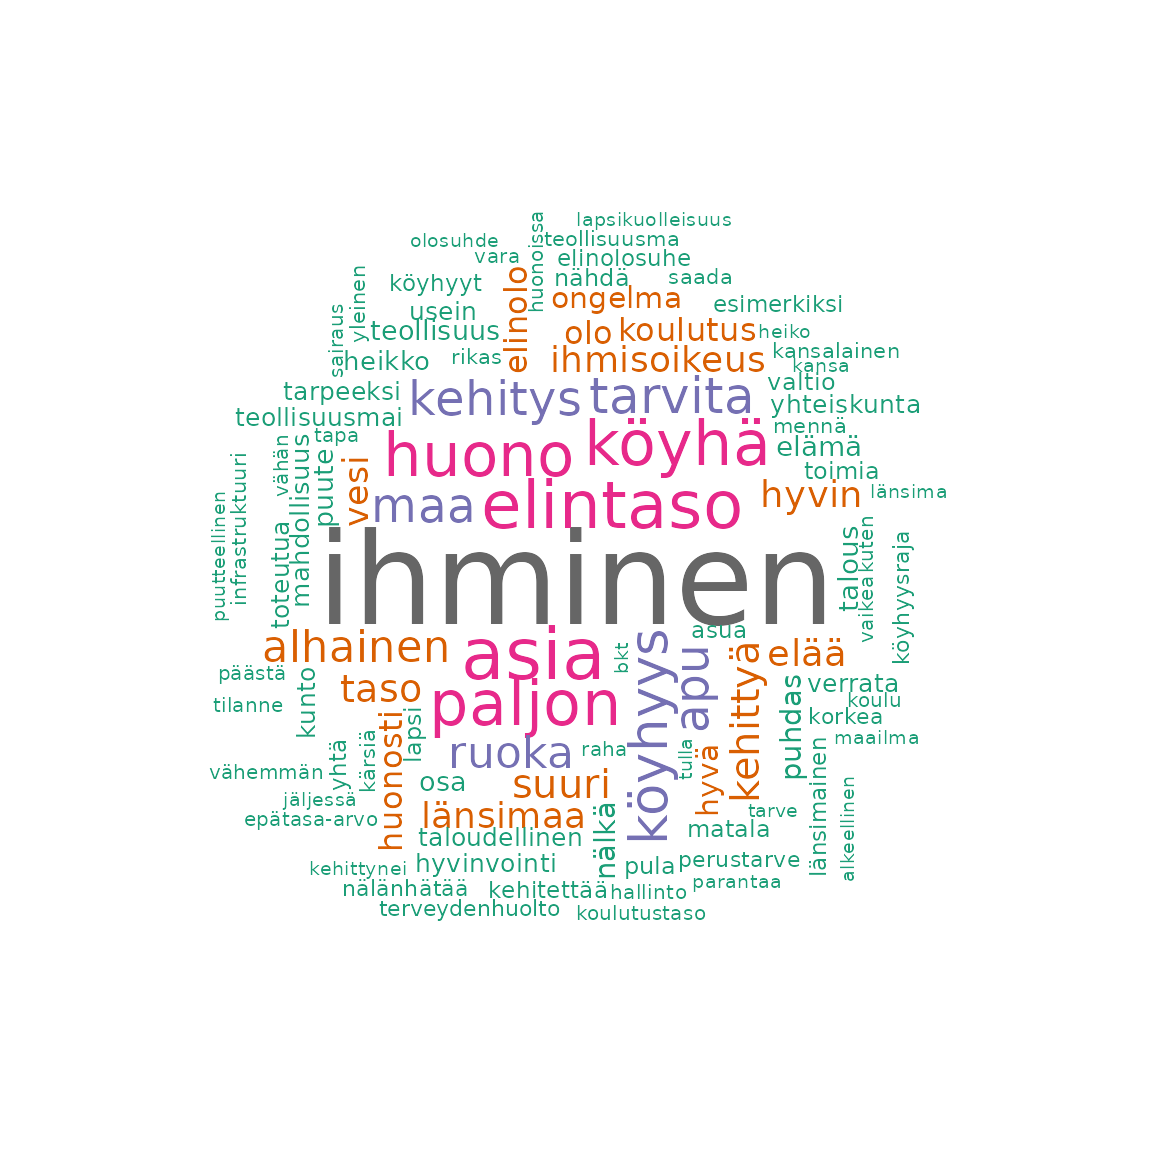 lapsikuolleisuus
olosuhde
huonoissa
teollisuusma
vara
elinolosuhe
köyhyyt
nähdä
saada
yleinen
elinolo
ongelma
esimerkiksi
usein
sairaus
teollisuus
olo
koulutus
heiko
heikko
rikas
ihmisoikeus
kansalainen
kansa
tarpeeksi
kehitys
tarvita
valtio
teollisuusmai
yhteiskunta
tapa
huono
köyhä
mennä
elämä
vähän
mahdollisuus
puute
vesi
maa
elintaso
toimia
hyvin
länsima
puutteellinen
infrastruktuuri
toteutua
ihminen
talous
kuten
vaikea
köyhyysraja
alhainen
asia
bkt
asua
elää
päästä
taso
paljon
köyhyys
apu
kehittyä
puhdas
verrata
tilanne
kunto
koulu
korkea
huonosti
lapsi
maailma
ruoka
raha
tulla
hyvä
vähemmän
yhtä
kärsiä
osa
suuri
länsimainen
alkeellinen
jäljessä
epätasa-arvo
länsimaa
nälkä
tarve
matala
taloudellinen
kehittynei
hyvinvointi
pula
perustarve
nälänhätää
kehitettää
hallinto
parantaa
terveydenhuolto
koulutustaso